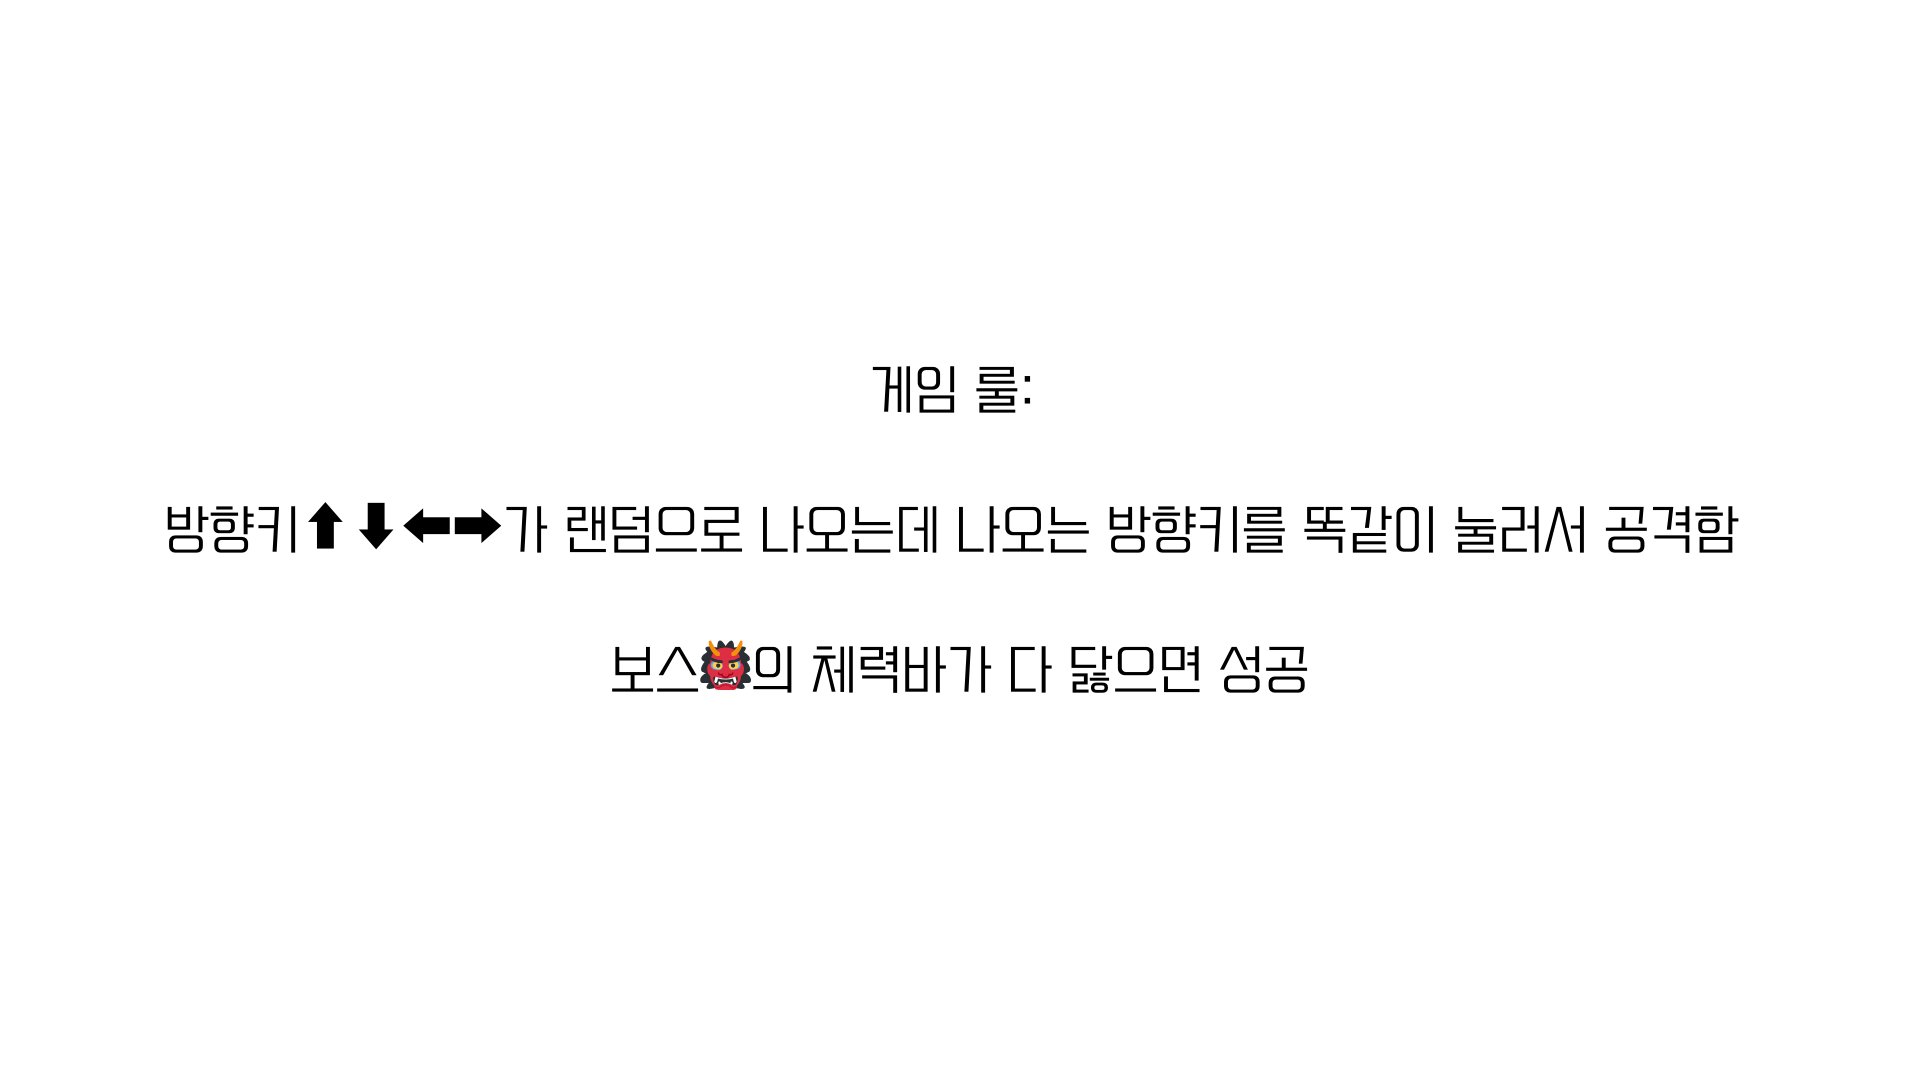 게임 룰:
방향키⬆⬇⬅➡가 랜덤으로 나오는데 나오는 방향키를 똑같이 눌러서 공격함
보스👹의 체력바가 다 닳으면 성공